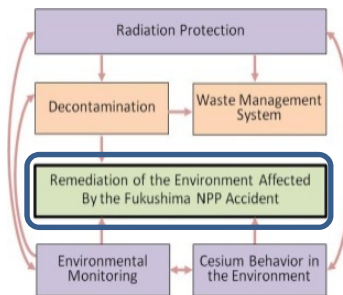 Radiation Protection
Decontamination
Waste Management
System
Remediation of the Environment Affected
By the Fukushima NPP Accident
Environmental
Monitoring
Cesium Behavior in
the Environment